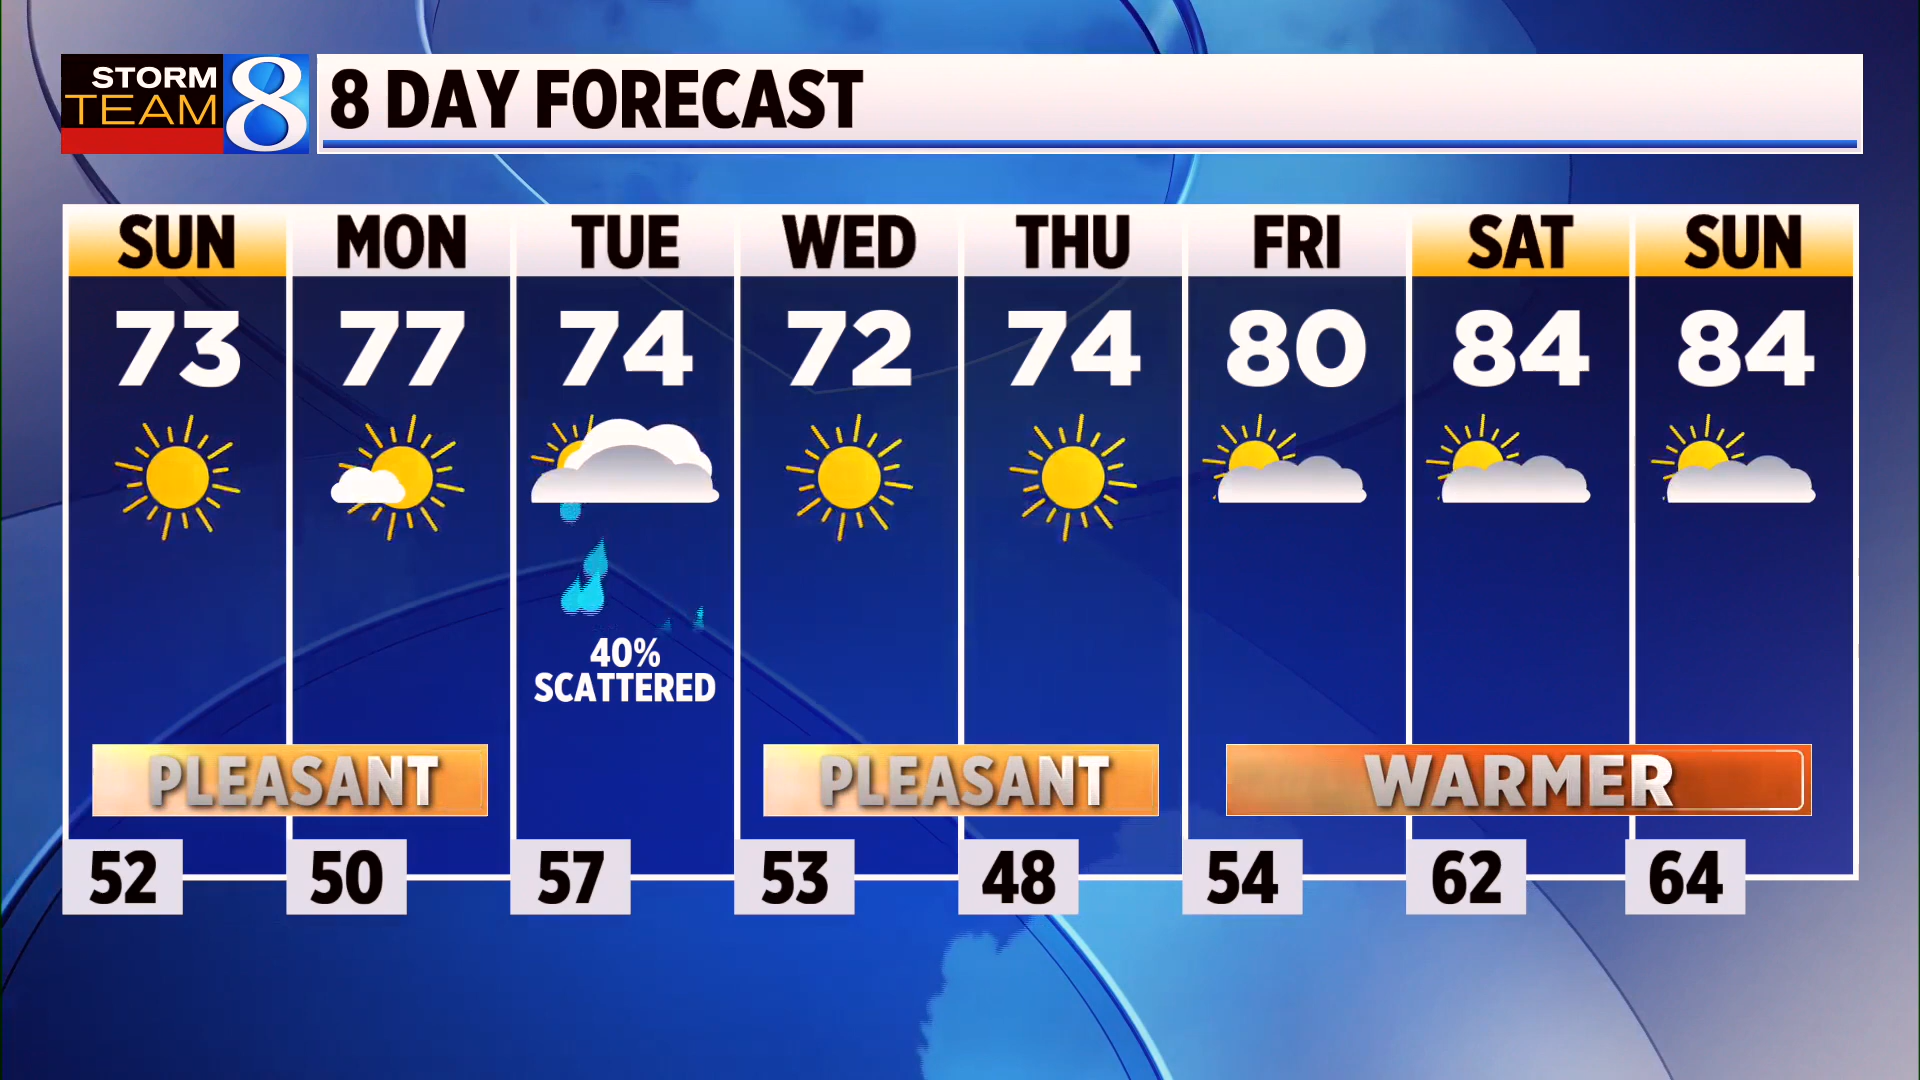 STORM
TEAM
8
8 DAY FORECAST
SUN MON TUE WED THU FRI SAT SUN
73 77 74 72 74 80 84 84
40%
SCATTERED
PLEASANT PLEASANT WARMER
52 50 57 53 48 54 62 64